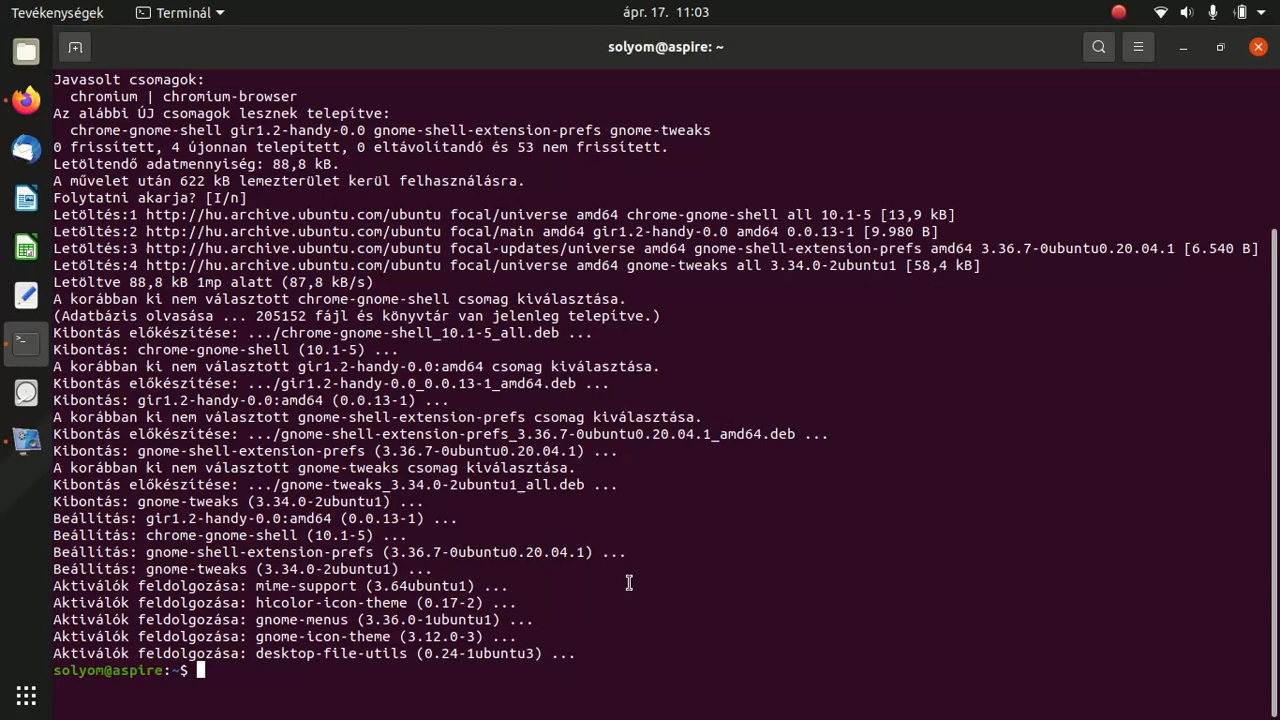 Tevékenységek
Terminál
ápr. 17. 11:03
solyom@aspire: ~
Javasolt csomagok:
chromium | chromium-browser
Az alábbi ÚJ csomagok lesznek telepítve:
chrome-gnome-shell gir1.2-handy-0.0 gnome-shell-extension-prefs gnome-tweaks
0 frissített, 4 újonnan telepített, 0 eltávolítandó és 53 nem frissített.
Letöltendő adatmennyiség: 88,8 kB.
A művelet után 622 kB lemezterület kerül felhasználásra.
Folytatni akarja? [I/n]
Letöltés:1 http://hu.archive.ubuntu.com/ubuntu focal/universe amd64 chrome-gnome-shell all 10.1-5 [13,9 kB]
Letöltés:2 http://hu.archive.ubuntu.com/ubuntu focal/main amd64 gir1.2-handy-0.0 amd64 0.0.13-1 [9.980 B]
Letöltés:3 http://hu.archive.ubuntu.com/ubuntu focal-updates/universe amd64 gnome-shell-extension-prefs amd64 3.36.7-0ubuntu0.20.04.1 [6.540 B]
Letöltés:4 http://hu.archive.ubuntu.com/ubuntu focal/universe amd64 gnome-tweaks all 3.34.0-2ubuntu1 [58,4 kB]
Letöltve 88,8 kB 1mp alatt (87,8 kB/s)
A korábban ki nem választott chrome-gnome-shell csomag kiválasztása.
(Adatbázis olvasása ... 205152 fájl és könyvtár van jelenleg telepítve.)
Kibontás előkészítése: .../chrome-gnome-shell_10.1-5_all.deb ...
Kibontás: chrome-gnome-shell (10.1-5) ...
A korábban ki nem választott gir1.2-handy-0.0:amd64 csomag kiválasztása.
Kibontás előkészítése: .../gir1.2-handy-0.0_0.0.13-1_amd64.deb ...
Kibontás: gir1.2-handy-0.0:amd64 (0.0.13-1) ...
A korábban ki nem választott gnome-shell-extension-prefs csomag kiválasztása.
Kibontás előkészítése: .../gnome-shell-extension-prefs_3.36.7-0ubuntu0.20.04.1_amd64.deb ...
Kibontás: gnome-shell-extension-prefs (3.36.7-0ubuntu0.20.04.1) ...
A korábban ki nem választott gnome-tweaks csomag kiválasztása.
Kibontás előkészítése: .../gnome-tweaks_3.34.0-2ubuntu1_all.deb ...
Kibontás: gnome-tweaks (3.34.0-2ubuntu1) ...
Beállítás: gir1.2-handy-0.0:amd64 (0.0.13-1) ...
Beállítás: chrome-gnome-shell (10.1-5) ...
Beállítás: gnome-shell-extension-prefs (3.36.7-0ubuntu0.20.04.1) ...
Beállítás: gnome-tweaks (3.34.0-2ubuntu1) ...
Aktiválók feldolgozása: mime-support (3.64ubuntu1) ...
Aktiválók feldolgozása: hicolor-icon-theme (0.17-2) ...
Aktiválók feldolgozása: gnome-menus (3.36.0-1ubuntu1) ...
Aktiválók feldolgozása: gnome-icon-theme (3.12.0-3) ...
Aktiválók feldolgozása: desktop-file-utils (0.24-1ubuntu3) ...
solyom@aspire:~$